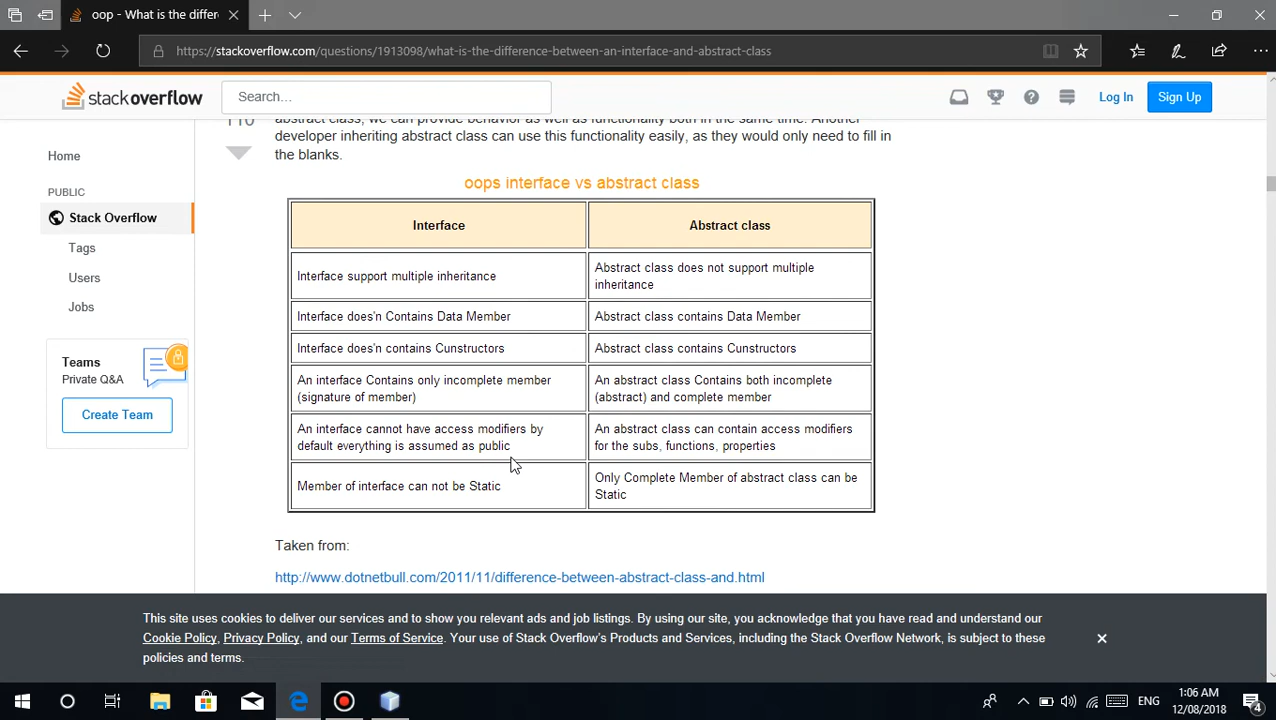 oop - What is the differ
https://stackoverflow.com/questions/1913098/what-is-the-difference-between-an-interface-and-abstract-class
stackoverflow
Search...
Log In
Sign Up
110
abstract class, we can provide behavior as well as functionality both in the same time. Another
developer inheriting abstract class can use this functionality easily, as they would only need to fill in
the blanks.
Home
PUBLIC
Stack Overflow
Tags
Users
Jobs
Teams
Private Q&A
Create Team
oops interface vs abstract class
Interface
Abstract class
Interface support multiple inheritance
Abstract class does not support multiple
inheritance
Interface does'n Contains Data Member
Abstract class contains Data Member
Interface does'n contains Cunstructors
Abstract class contains Cunstructors
An interface Contains only incomplete member
(signature of member)
An abstract class Contains both incomplete
(abstract) and complete member
An interface cannot have access modifiers by
default everything is assumed as public
An abstract class can contain access modifiers
for the subs, functions, properties
Member of interface can not be Static
Only Complete Member of abstract class can be
Static
Taken from:
http://www.dotnetbull.com/2011/11/difference-between-abstract-class-and.html
This site uses cookies to deliver our services and to show you relevant ads and job listings. By using our site, you acknowledge that you have read and understand our
Cookie Policy, Privacy Policy, and our Terms of Service. Your use of Stack Overflow's Products and Services, including the Stack Overflow Network, is subject to these
policies and terms.
ENG
1:06 AM
12/08/2018
4